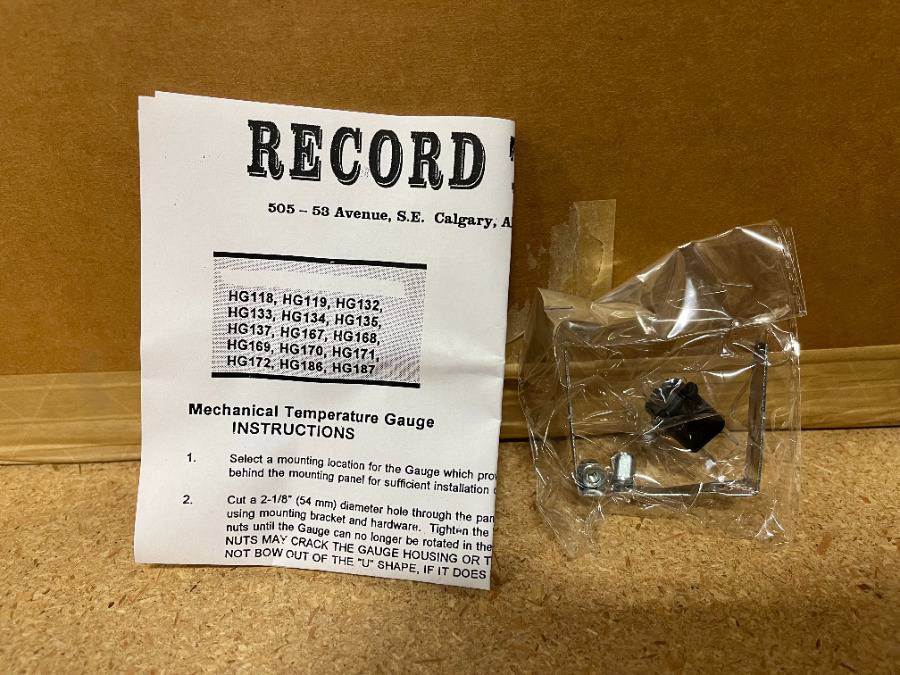 RECORD
505 – 53 Avenue, S.E. Calgary, A
HG118, HG119, HG132,
HG133, HG134, HG135,
HG137, HG167, HG168,
HG169, HG170, HG171,
HG172, HG186, HG187
Mechanical Temperature Gauge
INSTRUCTIONS
1. Select a mounting location for the Gauge which pro
behind the mounting panel for sufficient installation
2. Cut a 2-1/8" (54 mm) diameter hole through the pan
using mounting bracket and hardware. Tighten the
nuts until the Gauge can no longer be rotated in the
NUTS MAY CRACK THE GAUGE HOUSING OR T
NOT BOW OUT OF THE "U" SHAPE, IF IT DOES